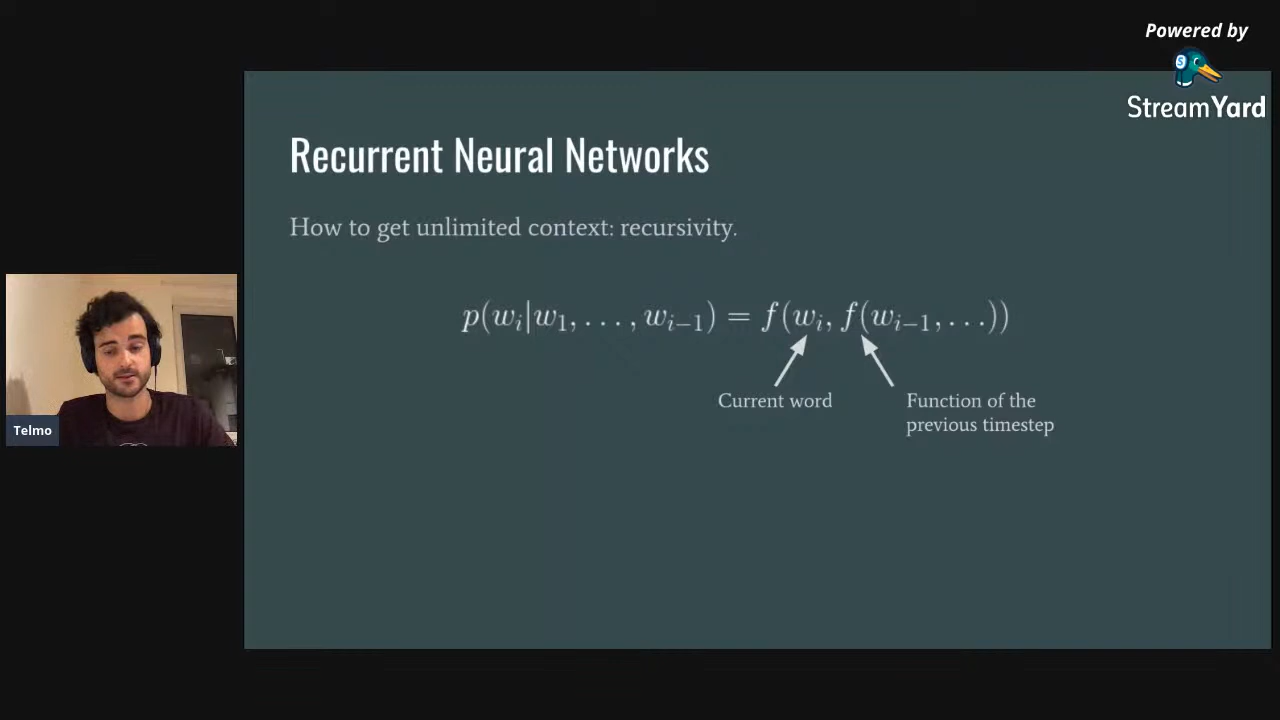 Powered by
StreamYard
Recurrent Neural Networks
How to get unlimited context: recursivity.
p(w_i|w_1, . . . , w_{i−1}) = f(w_i, f(w_{i−1}, . . .))
Current word
Function of the
previous timestep
Telmo